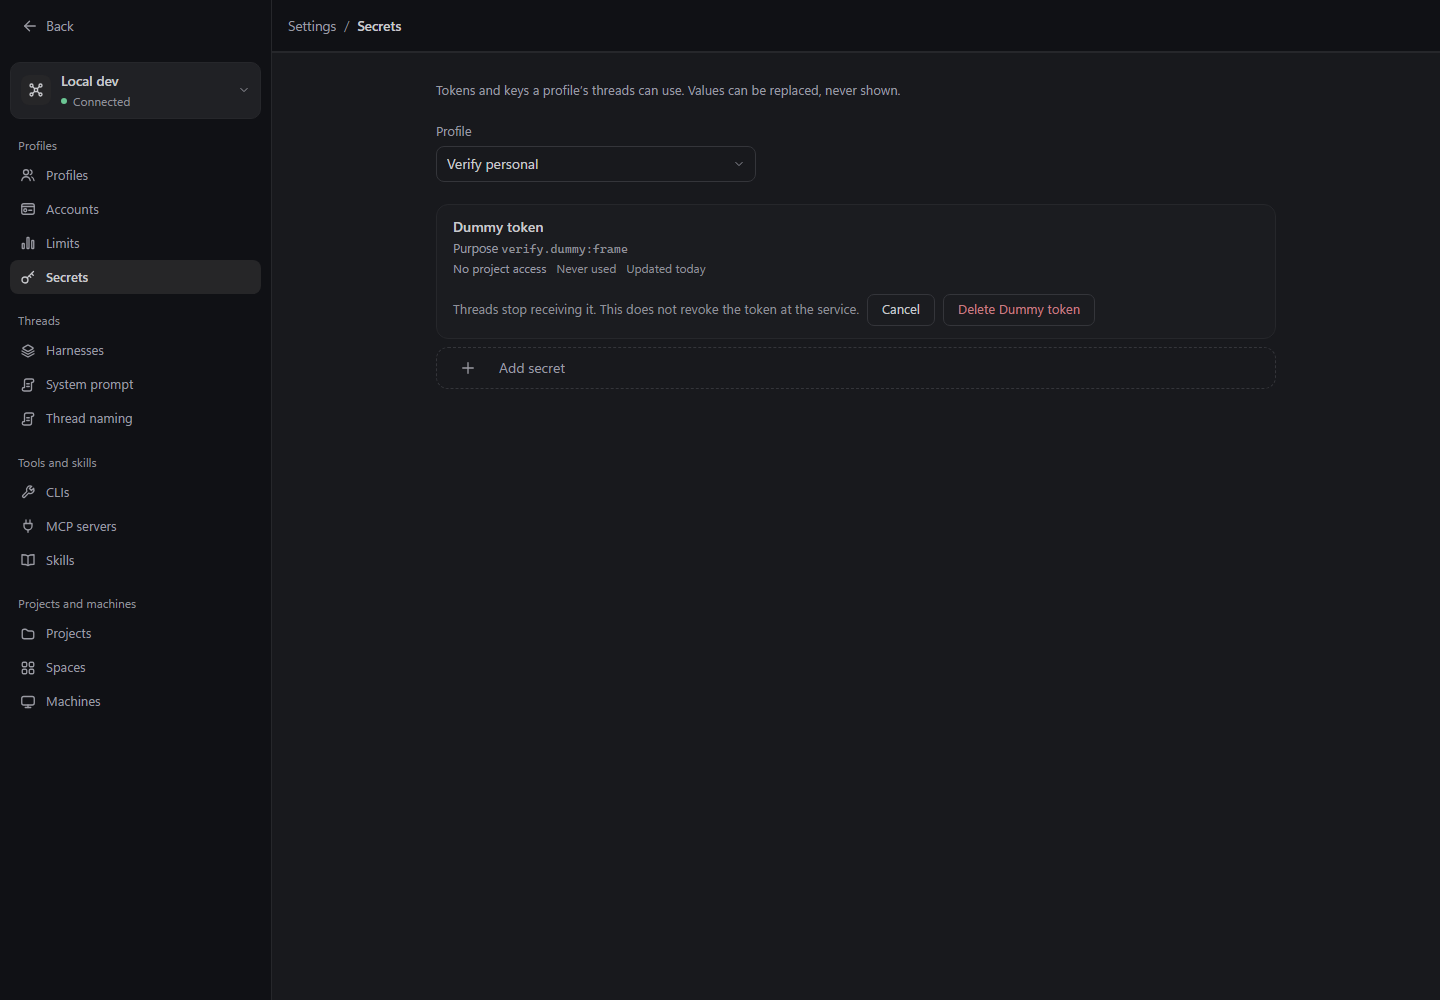 Back
Settings / Secrets
Local dev
Connected
Profiles
Profiles
Accounts
Limits
Secrets
Threads
Harnesses
System prompt
Thread naming
Tools and skills
CLIs
MCP servers
Skills
Projects and machines
Projects
Spaces
Machines
Tokens and keys a profile's threads can use. Values can be replaced, never shown.
Profile
Verify personal
Dummy token
Purpose verify.dummy:frame
No project access Never used Updated today
Threads stop receiving it. This does not revoke the token at the service. Cancel Delete Dummy token
Add secret